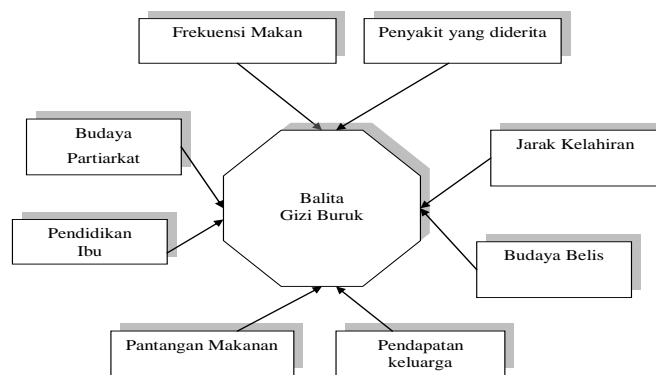 Frekuensi Makan
Penyakit yang diderita
Budaya
Partiarkat
Jarak Kelahiran
Balita
Gizi Buruk
Pendidikan
Ibu
Budaya Belis
Pantangan Makanan
Pendapatan
keluarga